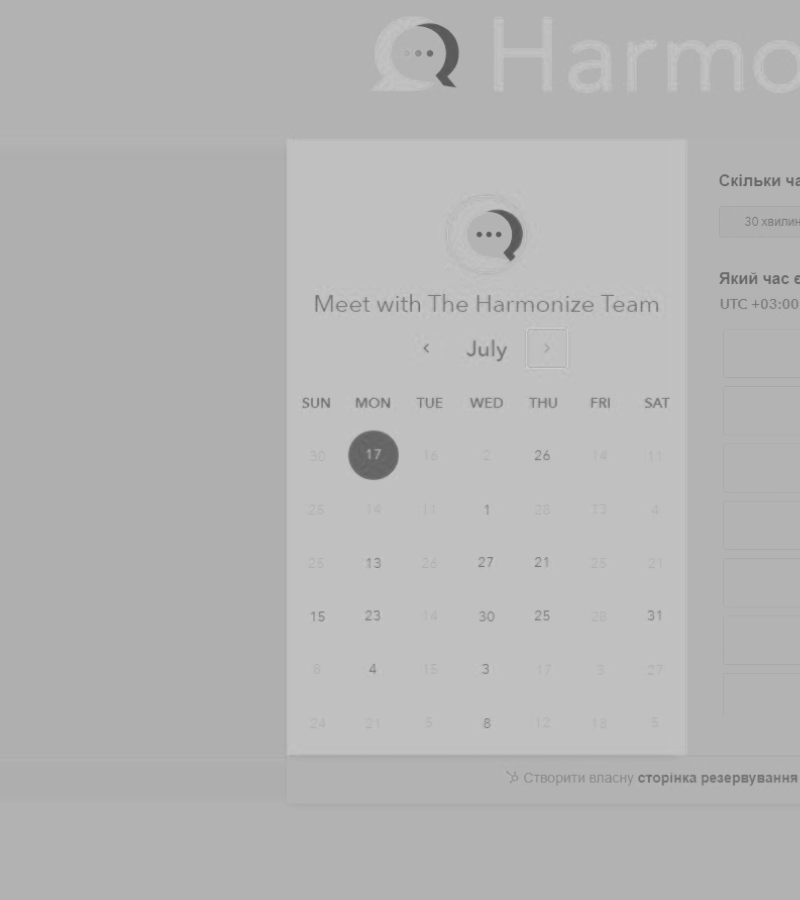 Harmo
Meet with The Harmonize Team
July
SUN MON TUE WED THU FRI SAT
30 17 16 2 26 14 11
25 14 11 1 28 13 4
25 13 26 27 21 25 21
15 23 14 30 25 28 31
8 4 15 3 17 3 27
24 21 5 8 12 18 5
Скільки ча
30 хвилин
Який час є
UTC +03:00
Створити власну сторінка резервування